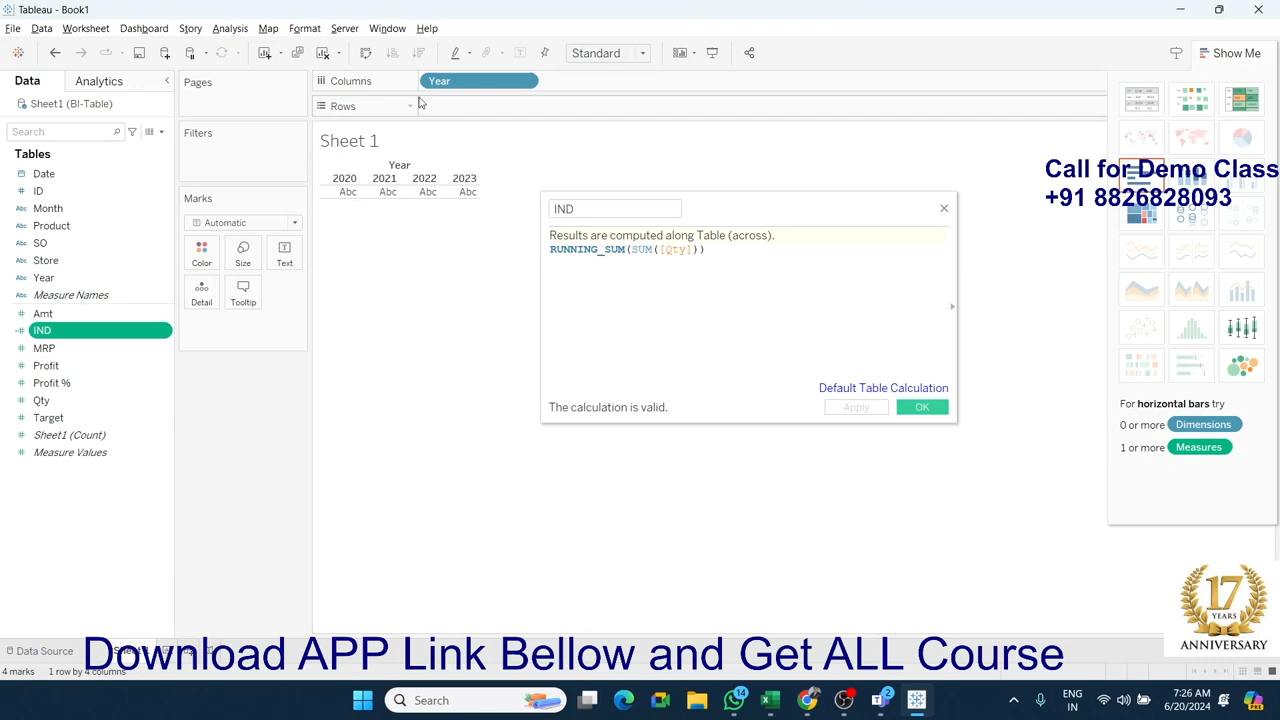 Tableau - Book1
File Data Worksheet Dashboard Story Analysis Map Format Server Window Help
Standard
Show Me
Data Analytics
Pages
Columns
Year
Sheet1 (BI-Table)
Rows
Search
Filters
Sheet 1
Tables
Year
2020 2021 2022 2023
Abc Abc Abc Abc
Call for Demo Class
+91 8826828093
Date
ID
Month
Product
SO
Store
Year
Measure Names
Amt
IND
MRP
Profit
Profit %
Qty
Target
Sheet1 (Count)
Measure Values
Marks
Automatic
Color Size Text
Detail Tooltip
IND
Results are computed along Table (across).
RUNNING_SUM(SUM([Qty]))
Default Table Calculation
The calculation is valid.
Apply OK
For horizontal bars try
0 or more Dimensions
1 or more Measures
17
YEARS
ANNIVERSARY
Data Source
Download APP Link Bellow and Get ALL Course
4 marks 1 row by 4 columns
Search
14
2
ENG
IN
7:26 AM
6/20/2024